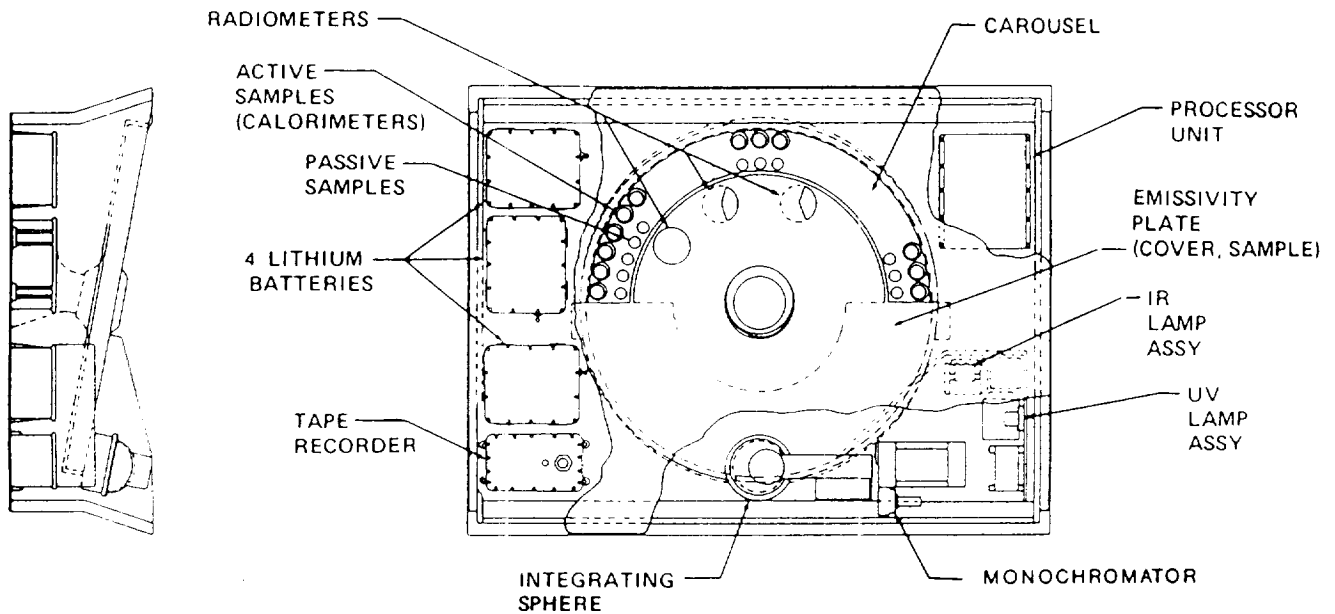 RADIOMETERS
ACTIVE
SAMPLES
(CALORIMETERS)
PASSIVE
SAMPLES
4 LITHIUM
BATTERIES
TAPE
RECORDER
INTEGRATING
SPHERE
MONOCHROMATOR
CAROUSEL
PROCESSOR
UNIT
EMISSIVITY
PLATE
(COVER, SAMPLE)
IR
LAMP
ASSY
UV
LAMP
ASSY